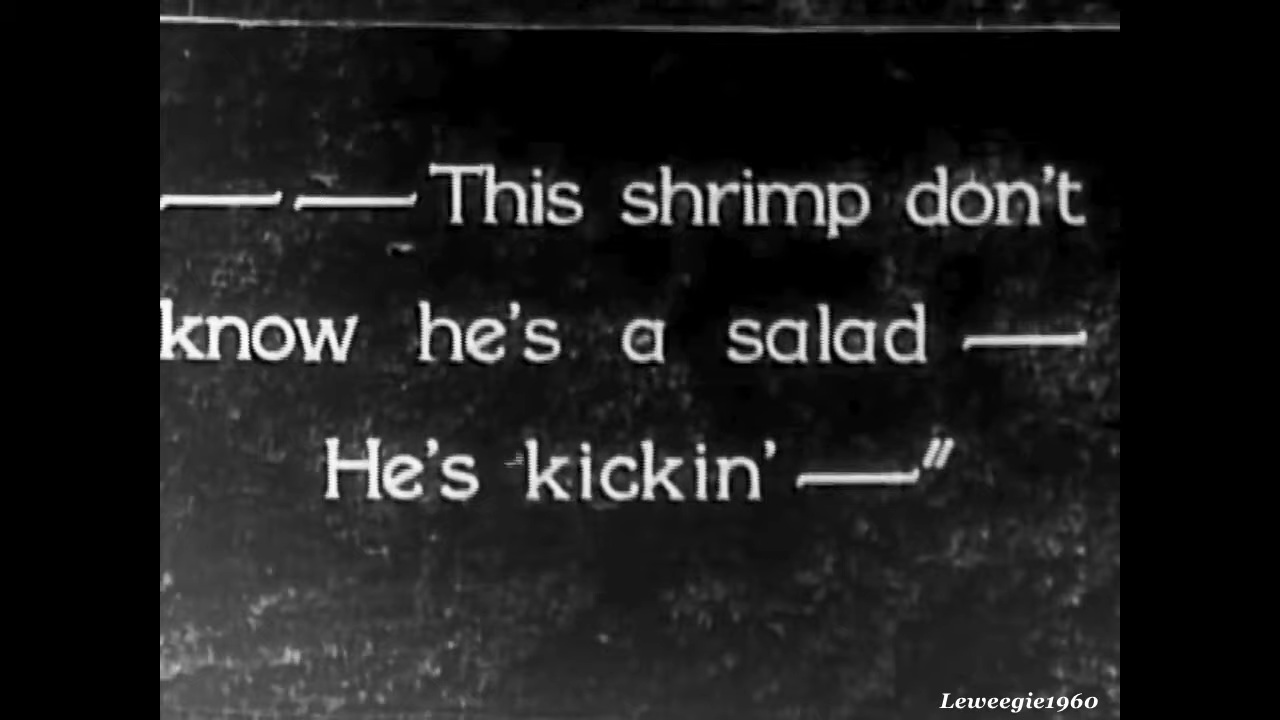 — — This shrimp don't
know he's a salad —
He's kickin' —"
Leweegie1960